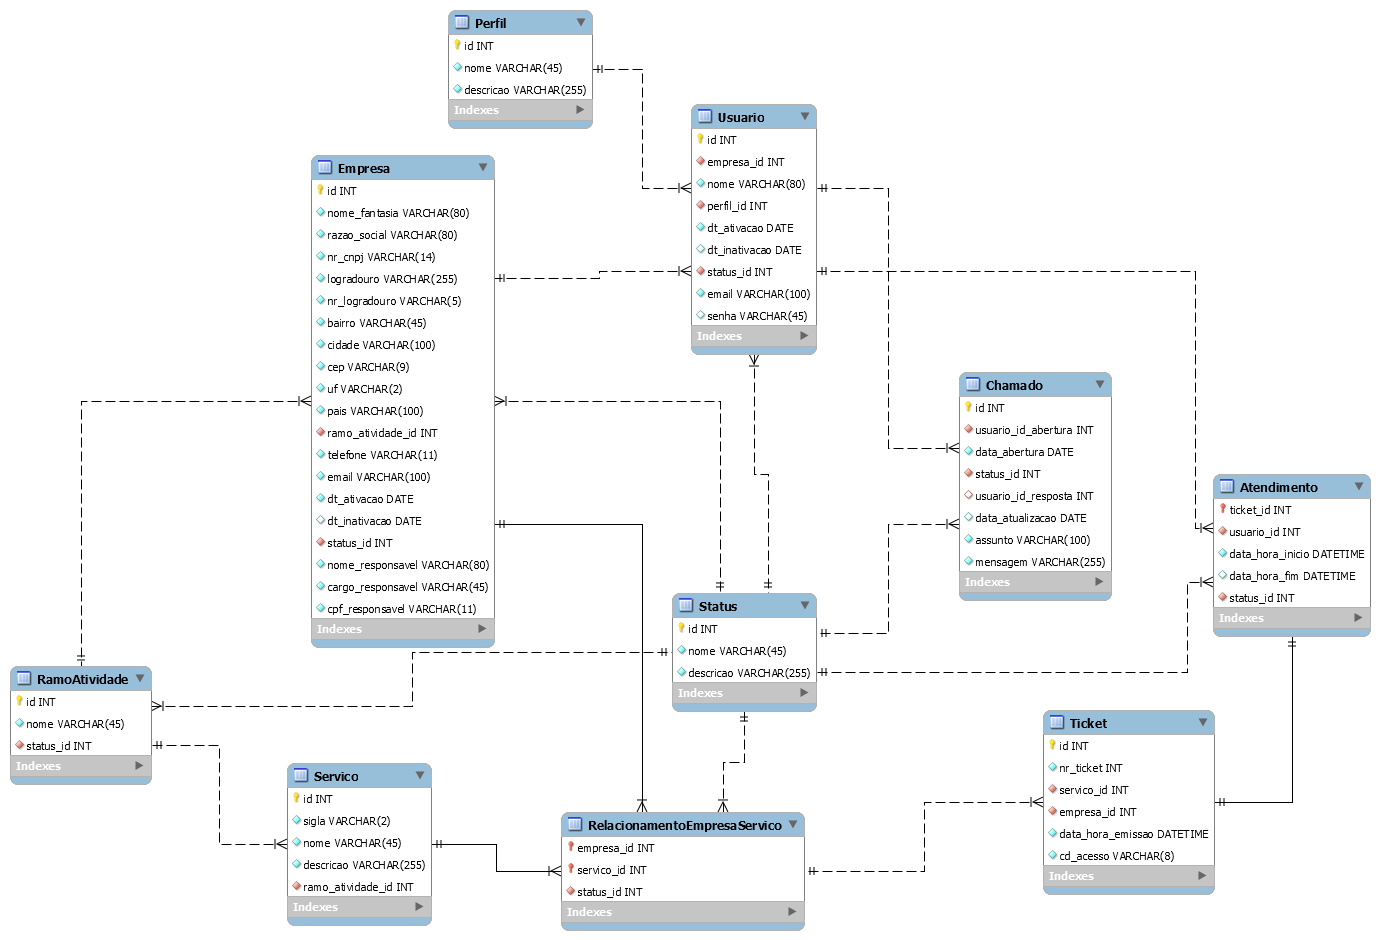 Perfil
id INT
nome VARCHAR(45)
descricao VARCHAR(255)
Indexes
Usuario
id INT
empresa_id INT
nome VARCHAR(80)
perfil_id INT
dt_ativacao DATE
dt_inativacao DATE
status_id INT
email VARCHAR(100)
senha VARCHAR(45)
Indexes
Empresa
id INT
nome_fantasia VARCHAR(80)
razao_social VARCHAR(80)
nr_cnpj VARCHAR(14)
logradouro VARCHAR(255)
nr_logradouro VARCHAR(5)
bairro VARCHAR(45)
cidade VARCHAR(100)
cep VARCHAR(9)
uf VARCHAR(2)
pais VARCHAR(100)
ramo_atividade_id INT
telefone VARCHAR(11)
email VARCHAR(100)
dt_ativacao DATE
dt_inativacao DATE
status_id INT
nome_responsavel VARCHAR(80)
cargo_responsavel VARCHAR(45)
cpf_responsavel VARCHAR(11)
Indexes
Chamado
id INT
usuario_id_abertura INT
data_abertura DATE
status_id INT
usuario_id_resposta INT
data_atualizacao DATE
assunto VARCHAR(100)
mensagem VARCHAR(255)
Indexes
Atendimento
ticket_id INT
usuario_id INT
data_hora_inicio DATETIME
data_hora_fim DATETIME
status_id INT
Indexes
Status
id INT
nome VARCHAR(45)
descricao VARCHAR(255)
Indexes
RamoAtividade
id INT
nome VARCHAR(45)
status_id INT
Indexes
Servico
id INT
sigla VARCHAR(2)
nome VARCHAR(45)
descricao VARCHAR(255)
ramo_atividade_id INT
Indexes
RelacionamentoEmpresaServico
empresa_id INT
servico_id INT
status_id INT
Indexes
Ticket
id INT
nr_ticket INT
servico_id INT
empresa_id INT
data_hora_emissao DATETIME
cd_acesso VARCHAR(8)
Indexes